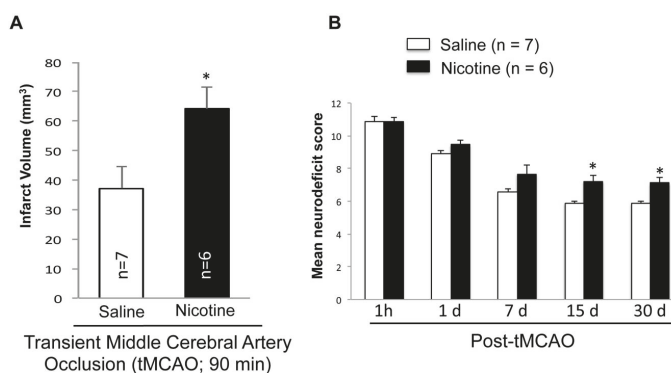 A
Infarct Volume (mm³)
80
70
60
50
40
30
20
10
0
*
n=7
n=6
Saline
Nicotine
Transient Middle Cerebral Artery
Occlusion (tMCAO; 90 min)
B
Saline (n = 7)
Nicotine (n = 6)
Mean neurodeficit score
12
10
8
6
4
2
0
*
*
1h
1 d
7 d
15 d
30 d
Post-tMCAO